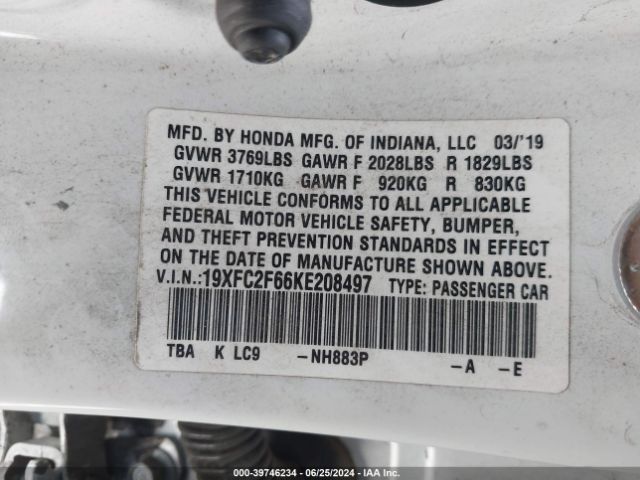 MFD. BY HONDA MFG. OF INDIANA, LLC 03/'19
GVWR 3769LBS GAWR F 2028LBS R 1829LBS
GVWR 1710KG GAWR F 920KG R 830KG
THIS VEHICLE CONFORMS TO ALL APPLICABLE
FEDERAL MOTOR VEHICLE SAFETY, BUMPER,
AND THEFT PREVENTION STANDARDS IN EFFECT
ON THE DATE OF MANUFACTURE SHOWN ABOVE.
V.I.N.:19XFC2F66KE208497 TYPE: PASSENGER CAR
TBA K LC9 -NH883P -A -E
000-39746234 - 06/25/2024 - IAA Inc.